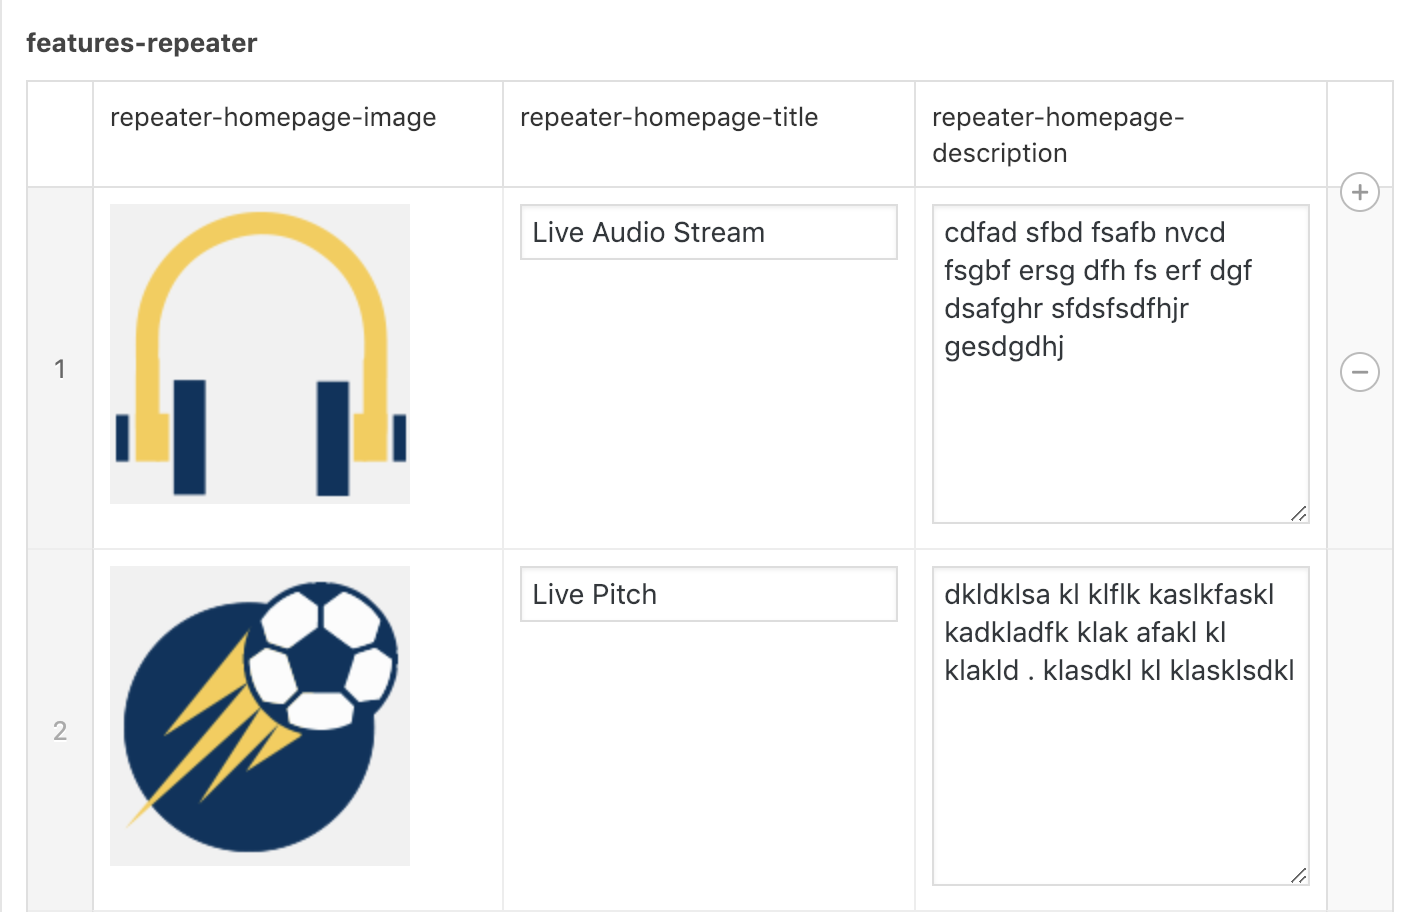 features-repeater
repeater-homepage-image
repeater-homepage-title
repeater-homepage-
description
1
Live Audio Stream
cdfad sfbd fsafb nvcd
fsgbf ersg dfh fs erf dgf
dsafghr sfdsfsdfhjr
gesdgdhj
2
Live Pitch
dkldklsa kl klflk kaslkfaskl
kadkladfk klak afakl kl
klakld . klasdkl kl klasklsdkl